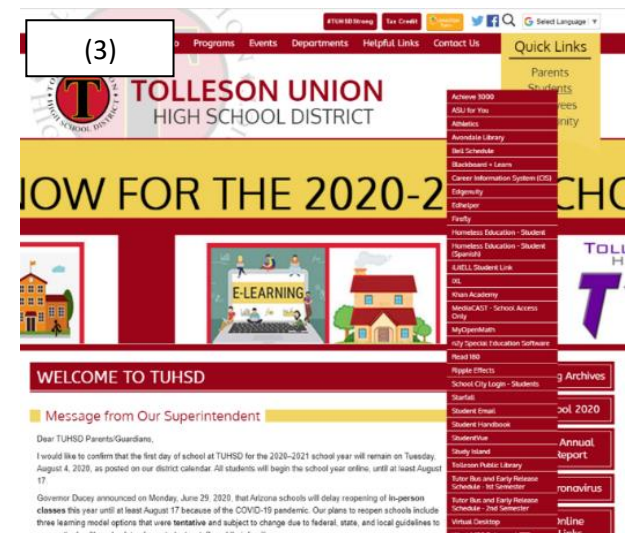 #TUHSD Strong Tax Credit
Select Language
(3)
Programs Events Departments Helpful Links Contact Us
Quick Links
Parents
Students
TOLLESON UNION
HIGH SCHOOL DISTRICT
Achieve 3000
ASU for You
Athletics
Avondale Library
Bell Schedule
Blackboard + Learn
Career Information System (CIS)
Edgenuity
Edhelper
Firefly
Homeless Education - Student
Homeless Education - Student
(Spanish)
iLitELL Student Link
IXL
Khan Academy
MediaCAST - School Access
Only
MyOpenMath
n2y Special Education Software
Read 180
Ripple Effects
School City Login - Students
Starfall
Student Email
Student Handbook
StudentVue
Study Island
Tolleson Public Library
Tutor Bus and Early Release
Schedule - 1st Semester
Tutor Bus and Early Release
Schedule - 2nd Semester
Virtual Desktop
NOW FOR THE 2020-2
E-LEARNING
WELCOME TO TUHSD
Message from Our Superintendent
Dear TUHSD Parents/Guardians,
I would like to confirm that the first day of school at TUHSD for the 2020–2021 school year will remain on Tuesday,
August 4, 2020, as posted on our district calendar. All students will begin the school year online, until at least August
17.
Governor Ducey announced on Monday, June 29, 2020, that Arizona schools will delay reopening of in-person
classes this year until at least August 17 because of the COVID-19 pandemic. Our plans to reopen schools include
three learning model options that were tentative and subject to change due to federal, state, and local guidelines to
Archives
2020
Annual
Report